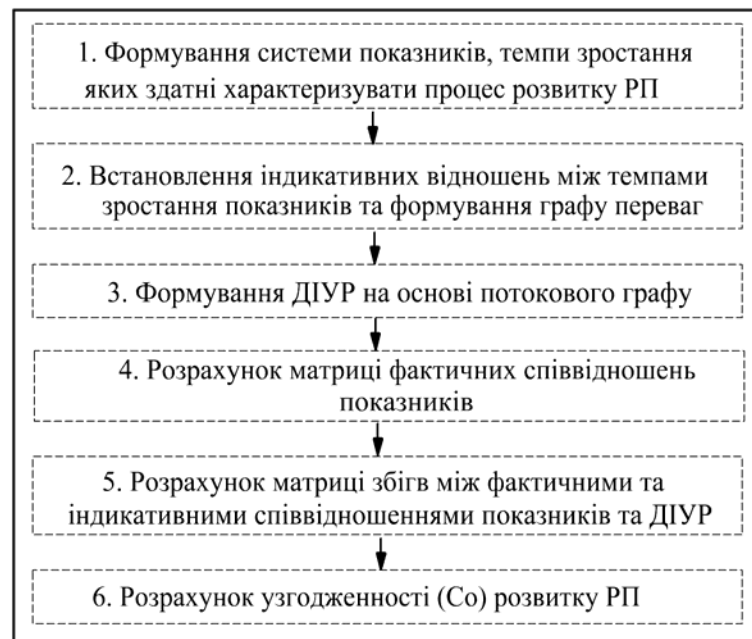 1. Формування системи показників, темпи зростання
яких здатні характеризувати процес розвитку РП
2. Встановлення індикативних відношень між темпами
зростання показників та формування графу переваг
3. Формування ДІУР на основі потокового графу
4. Розрахунок матриці фактичних співвідношень
показників
5. Розрахунок матриці збігв між фактичними та
індикативними співвідношеннями показників та ДІУР
6. Розрахунок узгодженності (Со) розвитку РП